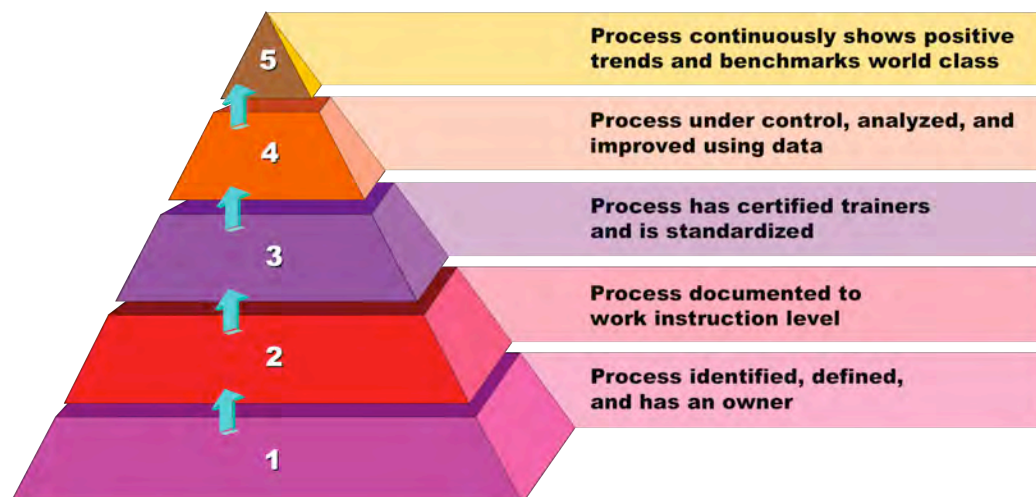 5
Process continuously shows positive
trends and benchmarks world class
4
Process under control, analyzed, and
improved using data
3
Process has certified trainers
and is standardized
2
Process documented to
work instruction level
1
Process identified, defined,
and has an owner